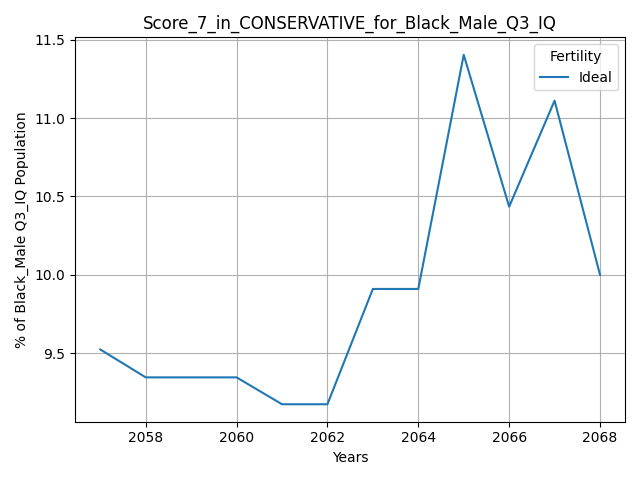 Score_7_in_CONSERVATIVE_for_Black_Male_Q3_IQ
Fertility
Ideal
% of Black_Male Q3_IQ Population
11.5
11.0
10.5
10.0
9.5
2058 2060 2062 2064 2066 2068
Years